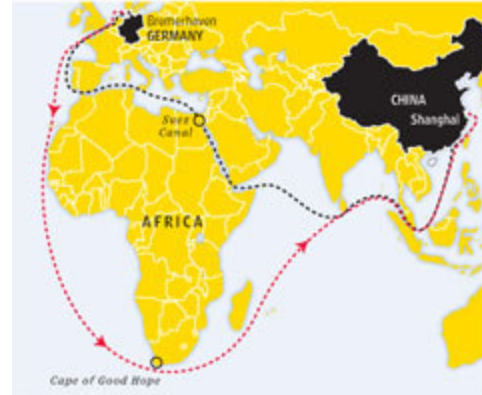 Bremerhaven
GERMANY
CHINA
Shanghai
Suez
Canal
AFRICA
Cape of Good Hope